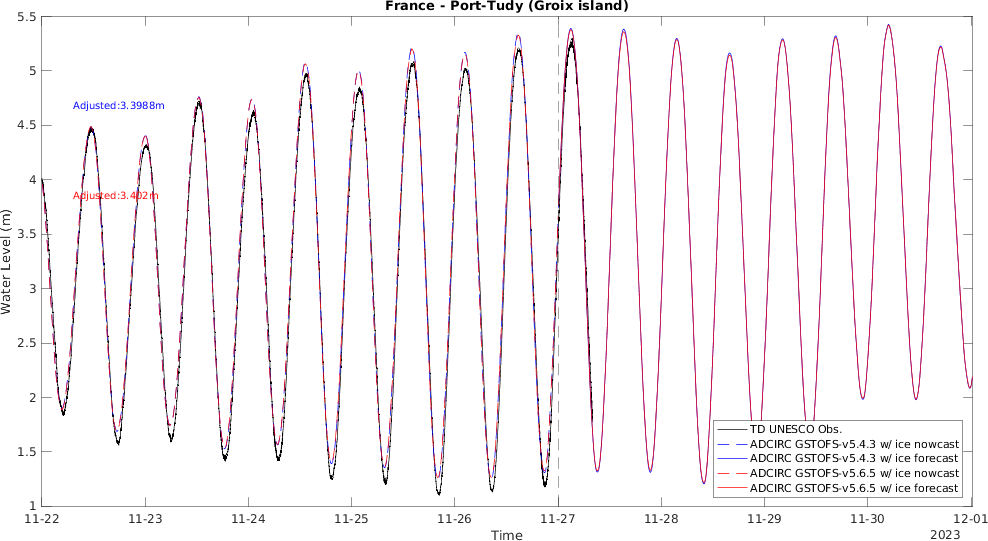 France - Port-Tudy (Groix island)
5.5
5
4.5
4
3.5
3
2.5
2
1.5
1
Water Level (m)
Adjusted:3.3988m
Adjusted:3.402m
TD UNESCO Obs.
ADCIRC GSTOFS-v5.4.3 w/ ice nowcast
ADCIRC GSTOFS-v5.4.3 w/ ice forecast
ADCIRC GSTOFS-v5.6.5 w/ ice nowcast
ADCIRC GSTOFS-v5.6.5 w/ ice forecast
11-22 11-23 11-24 11-25 11-26 11-27 11-28 11-29 11-30 12-01
Time
2023